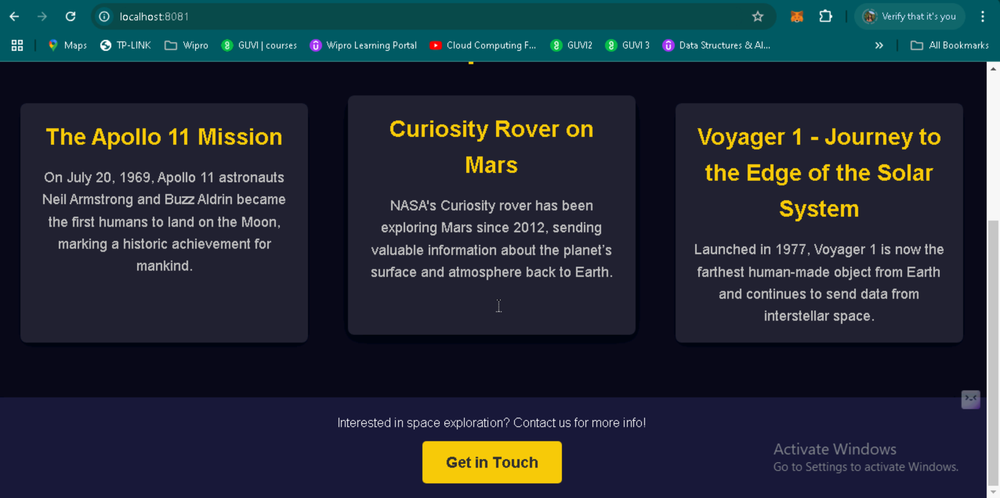 localhost:8081
Verify that it's you
Maps
TP-LINK
Wipro
GUVI | courses
Wipro Learning Portal
Cloud Computing F...
GUVI2
GUVI 3
Data Structures & Al...
All Bookmarks
The Apollo 11 Mission
On July 20, 1969, Apollo 11 astronauts
Neil Armstrong and Buzz Aldrin became
the first humans to land on the Moon,
marking a historic achievement for
mankind.
Curiosity Rover on
Mars
NASA's Curiosity rover has been
exploring Mars since 2012, sending
valuable information about the planet’s
surface and atmosphere back to Earth.
Voyager 1 - Journey to
the Edge of the Solar
System
Launched in 1977, Voyager 1 is now the
farthest human-made object from Earth
and continues to send data from
interstellar space.
Interested in space exploration? Contact us for more info!
Get in Touch
Activate Windows
Go to Settings to activate Windows.